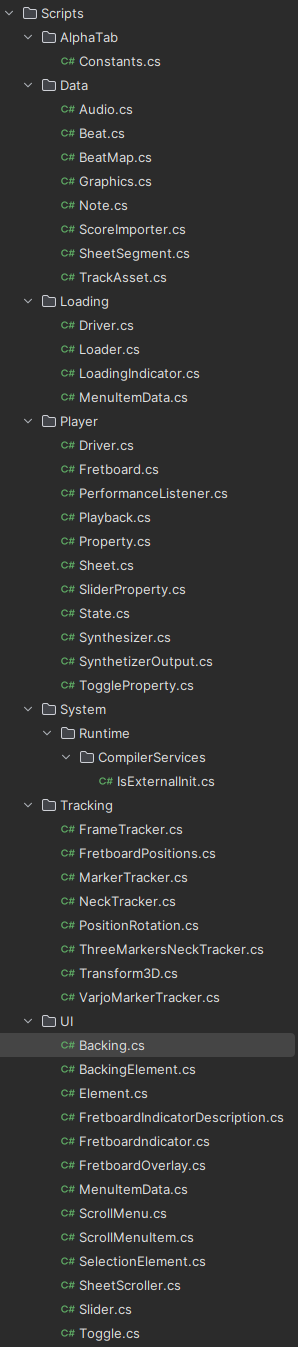 Scripts
AlphaTab
C# Constants.cs
Data
C# Audio.cs
C# Beat.cs
C# BeatMap.cs
C# Graphics.cs
C# Note.cs
C# ScoreImporter.cs
C# SheetSegment.cs
C# TrackAsset.cs
Loading
C# Driver.cs
C# Loader.cs
C# LoadingIndicator.cs
C# MenuItemData.cs
Player
C# Driver.cs
C# Fretboard.cs
C# PerformanceListener.cs
C# Playback.cs
C# Property.cs
C# Sheet.cs
C# SliderProperty.cs
C# State.cs
C# Synthesizer.cs
C# SynthetizerOutput.cs
C# ToggleProperty.cs
System
Runtime
CompilerServices
C# IsExternalInit.cs
Tracking
C# FrameTracker.cs
C# FretboardPositions.cs
C# MarkerTracker.cs
C# NeckTracker.cs
C# PositionRotation.cs
C# ThreeMarkersNeckTracker.cs
C# Transform3D.cs
C# VarjoMarkerTracker.cs
UI
C# Backing.cs
C# BackingElement.cs
C# Element.cs
C# FretboardIndicatorDescription.cs
C# Fretboardndicator.cs
C# FretboardOverlay.cs
C# MenuItemData.cs
C# ScrollMenu.cs
C# ScrollMenuItem.cs
C# SelectionElement.cs
C# SheetScroller.cs
C# Slider.cs
C# Toggle.cs